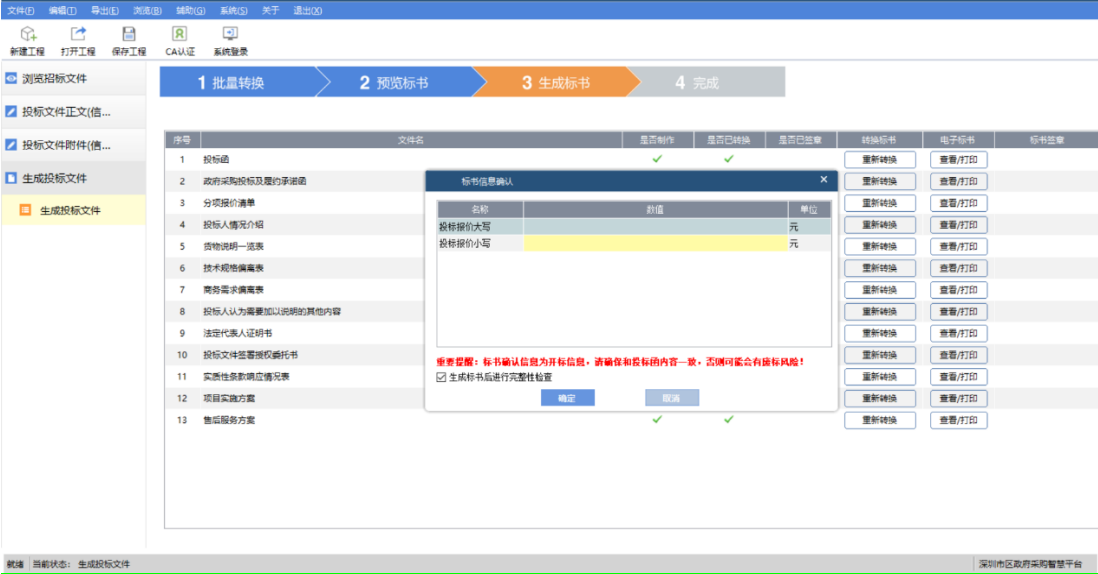 文件(F) 编辑(T) 导出(E) 浏览(B) 辅助(G) 系统(S) 关于 退出(X)
新建工程 打开工程 保存工程 CA认证 系统登录
浏览招标文件
投标文件正文(信...
投标文件附件(信...
生成投标文件
生成投标文件
1 批量转换 2 预览标书 3 生成标书 4 完成
序号 文件名 是否制作 是否已转换 是否已签章 转换标书 电子标书 标书签章
1 投标函 重新转换 查看/打印
2 政府采购投标及履约承诺函 重新转换 查看/打印
3 分项报价清单 重新转换 查看/打印
4 投标人情况介绍 重新转换 查看/打印
5 货物说明一览表 重新转换 查看/打印
6 技术规格偏离表 重新转换 查看/打印
7 商务需求偏离表 重新转换 查看/打印
8 投标人认为需要加以说明的其他内容 重新转换 查看/打印
9 法定代表人证明书 重新转换 查看/打印
10 投标文件签署授权委托书 重新转换 查看/打印
11 实质性条款响应情况表 重新转换 查看/打印
12 项目实施方案 重新转换 查看/打印
13 售后服务方案 重新转换 查看/打印
标书信息确认 ×
名称 数值 单位
投标报价大写 元
投标报价小写 元
重要提醒：标书确认信息为开标信息，请确保和投标函内容一致，否则可能会有废标风险！
生成标书后进行完整性检查
确定 取消
就绪 当前状态： 生成投标文件 深圳市区政府采购智慧平台